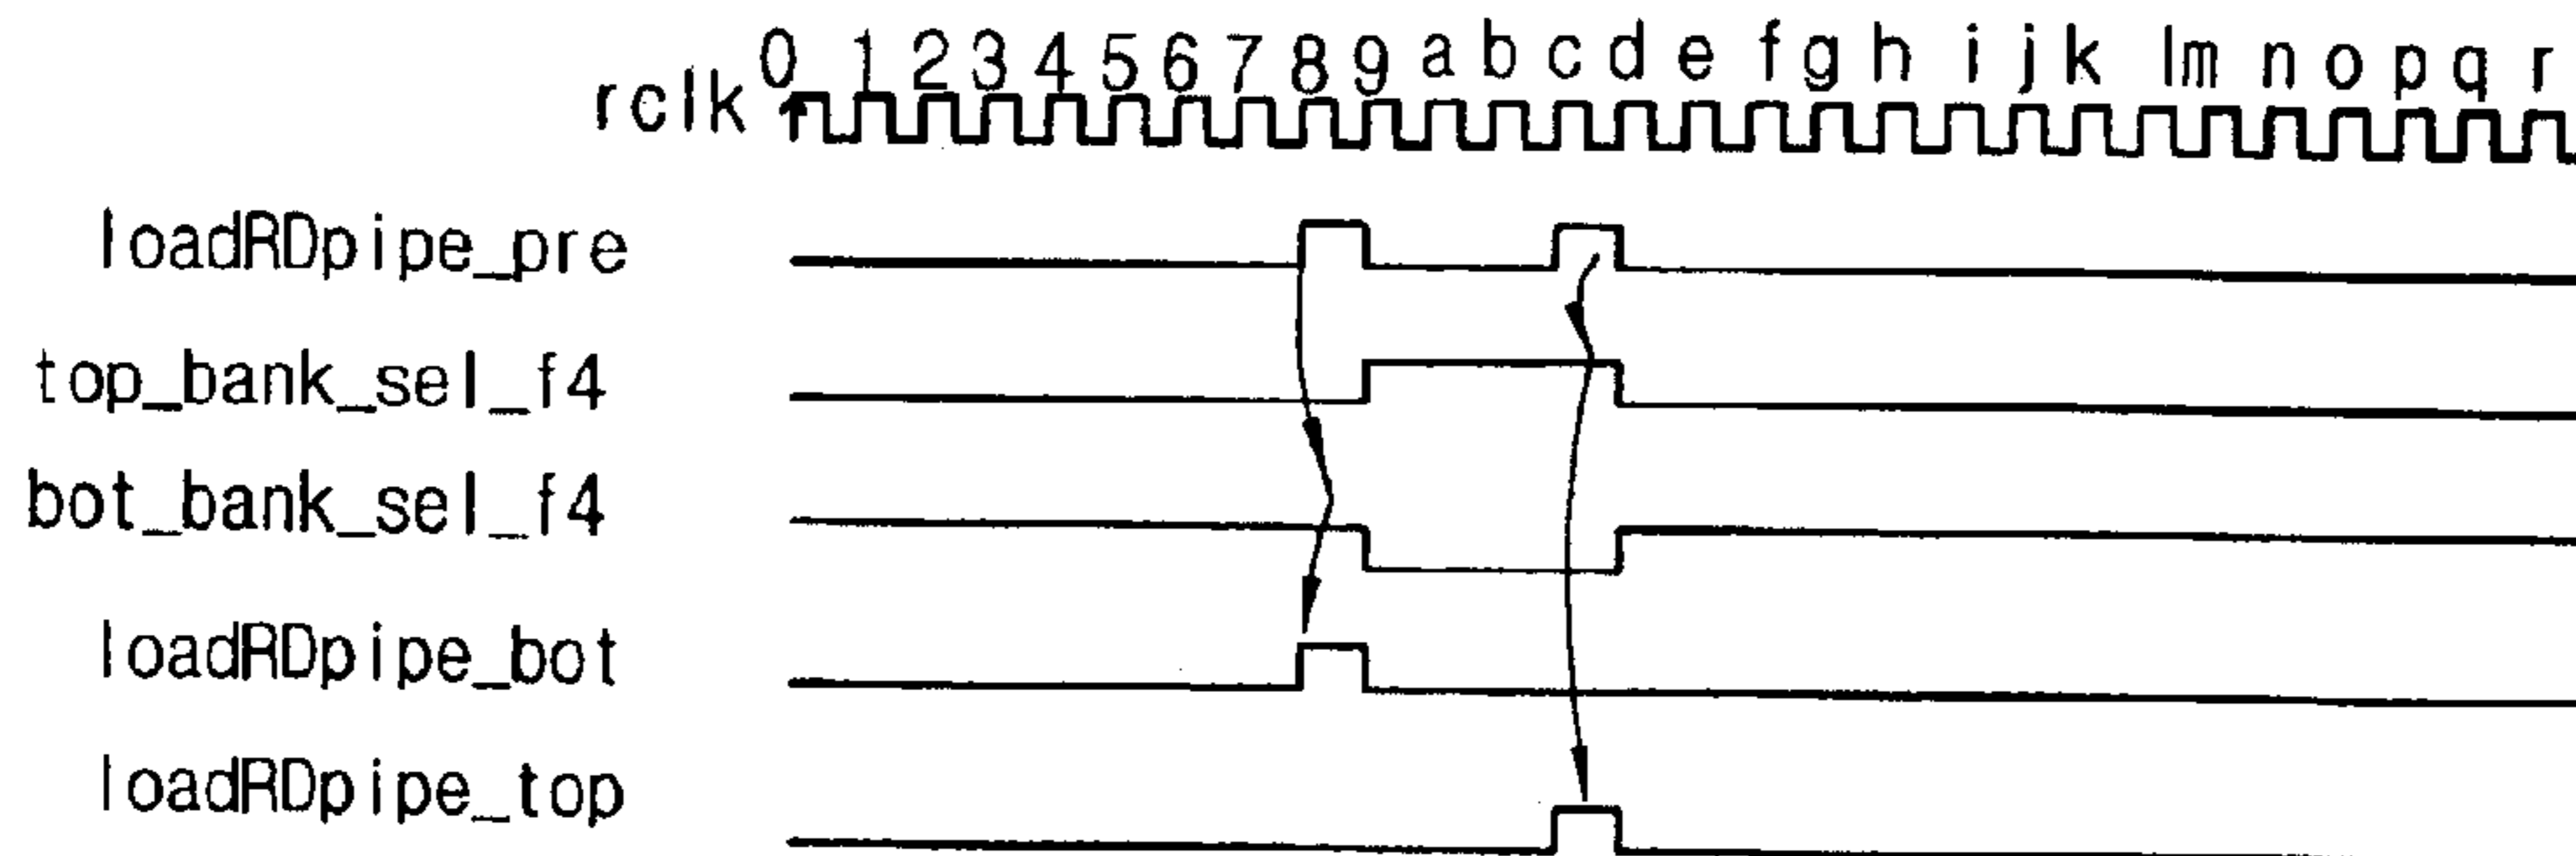 0 1 2 3 4 5 6 7 8 9 a b c d e f g h i j k l m n o p q r
rclk
loadRDpipe_pre
top_bank_sel_f4
bot_bank_sel_f4
loadRDpipe_bot
loadRDpipe_top